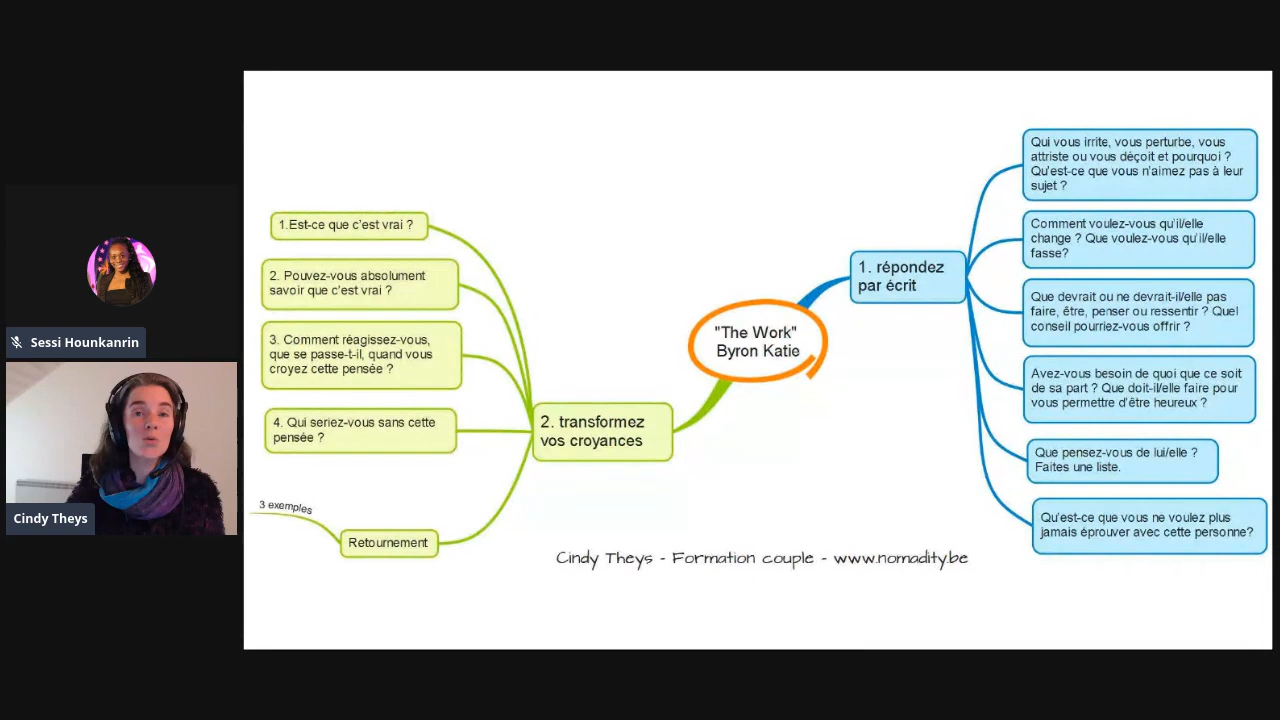 Sessi Hounkanrin
Cindy Theys
"The Work"
Byron Katie
1. répondez
par écrit
Qui vous irrite, vous perturbe, vous
attriste ou vous déçoit et pourquoi ?
Qu'est-ce que vous n'aimez pas à leur
sujet ?
Comment voulez-vous qu'il/elle
change ? Que voulez-vous qu'il/elle
fasse?
Que devrait ou ne devrait-il/elle pas
faire, être, penser ou ressentir ? Quel
conseil pourriez-vous offrir ?
Avez-vous besoin de quoi que ce soit
de sa part ? Que doit-il/elle faire pour
vous permettre d'être heureux ?
Que pensez-vous de lui/elle ?
Faites une liste.
Qu'est-ce que vous ne voulez plus
jamais éprouver avec cette personne?
2. transformez
vos croyances
1.Est-ce que c'est vrai ?
2. Pouvez-vous absolument
savoir que c'est vrai ?
3. Comment réagissez-vous,
que se passe-t-il, quand vous
croyez cette pensée ?
4. Qui seriez-vous sans cette
pensée ?
Retournement
3 exemples
Cindy Theys - Formation couple - www.nomadity.be